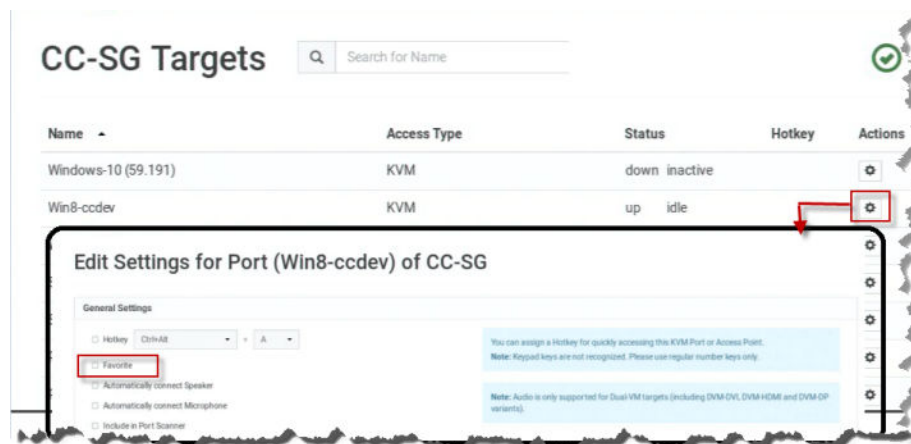 CC-SG Targets
Search for Name
Name Access Type Status Hotkey Actions
Windows-10 (59.191) KVM down inactive
Win8-ccdev KVM up idle
Edit Settings for Port (Win8-ccdev) of CC-SG
General Settings
Hotkey Ctrl+Alt + A
You can assign a Hotkey for quickly accessing this KVM Port or Access Point.
Note: Keypad keys are not recognized. Please use regular number keys only.
Favorite
Automatically connect Speaker
Note: Audio is only supported for Dual-VM targets (including DVM-DVI, DVM-HDMI and DVM-DP
variants).
Automatically connect Microphone
Include in Port Scanner